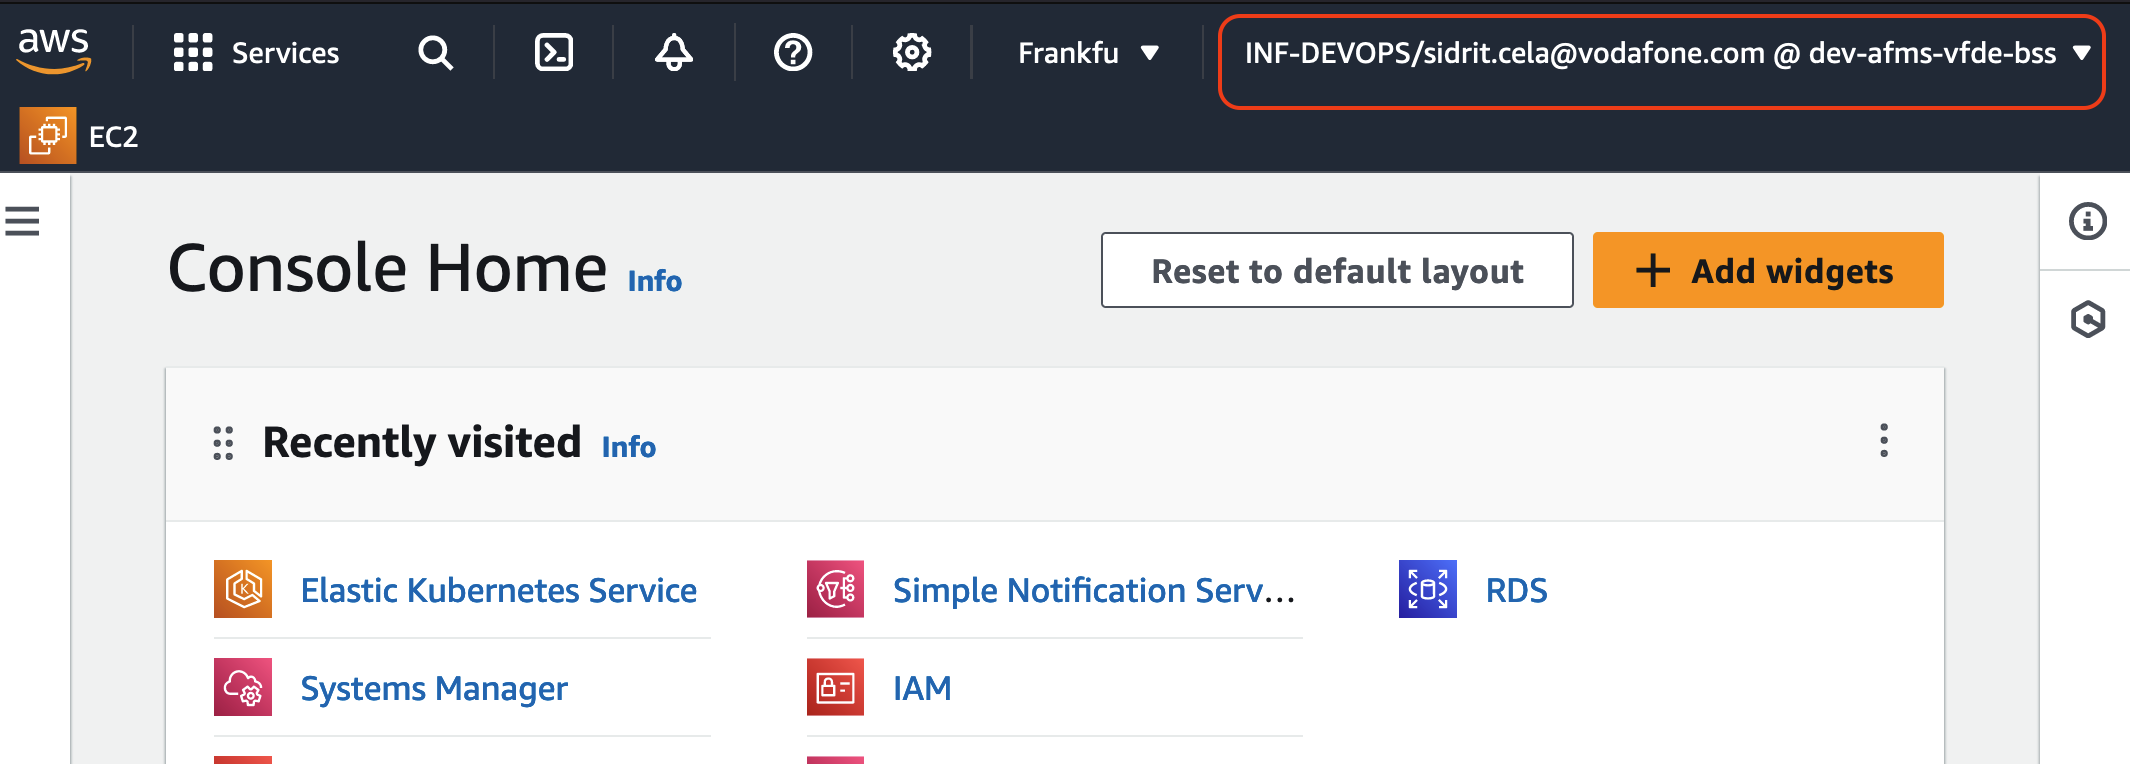 aws
Services
Frankfu
INF-DEVOPS/sidrit.cela@vodafone.com @ dev-afms-vfde-bss
EC2
Console Home Info
Reset to default layout
Add widgets
Recently visited Info
Elastic Kubernetes Service
Simple Notification Serv...
RDS
Systems Manager
IAM